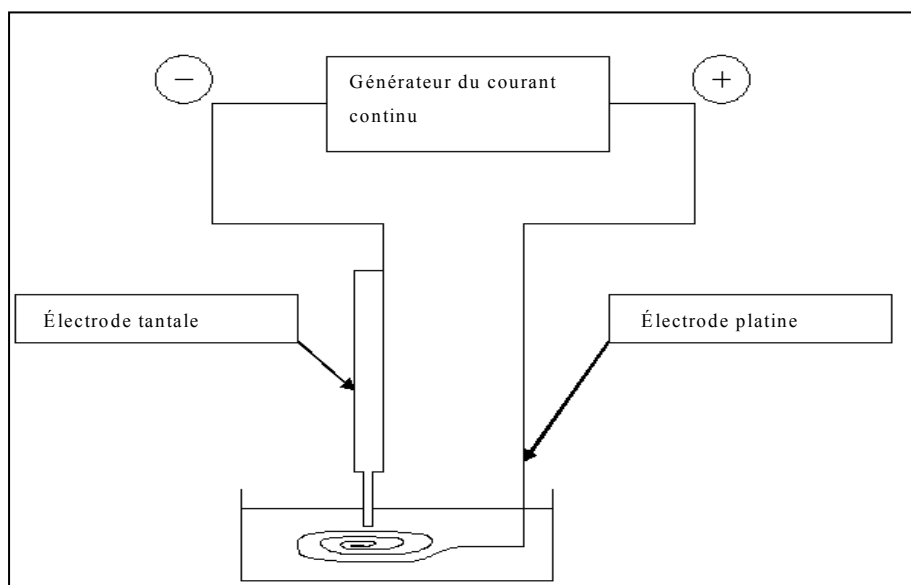 −
Générateur du courant
continu
+
Électrode tantale
Électrode platine